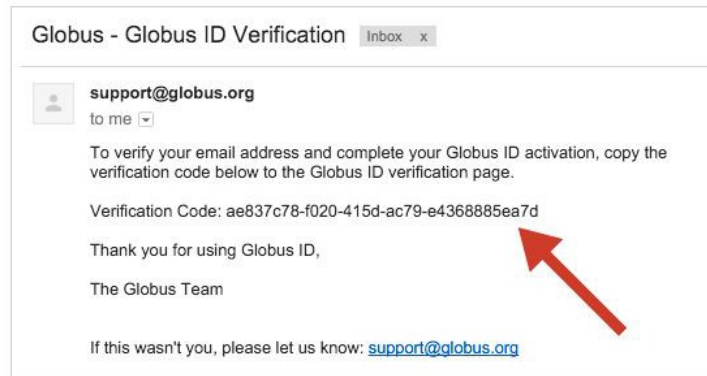 Globus - Globus ID Verification Inbox x
support@globus.org
to me
To verify your email address and complete your Globus ID activation, copy the
verification code below to the Globus ID verification page.
Verification Code: ae837c78-f020-415d-ac79-e4368885ea7d
Thank you for using Globus ID,
The Globus Team
If this wasn't you, please let us know: support@globus.org